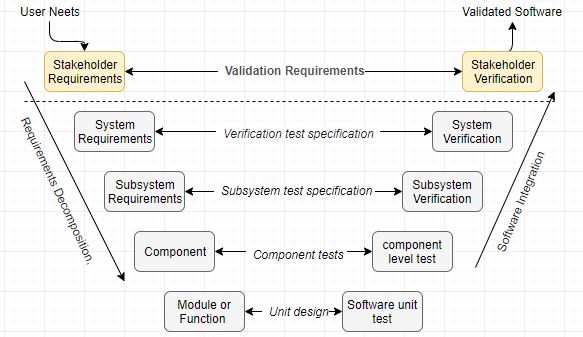 User Neets
Validated Software
Stakeholder
Requirements
Validation Requirements
Stakeholder
Verification
System
Requirements
Verification test specification
System
Verification
Subsystem
Requirements
Subsystem test specification
Subsystem
Verification
Component
Component tests
component
level test
Module or
Function
Unit design
Software unit
test
Requirements Decomposition,
Software Integration